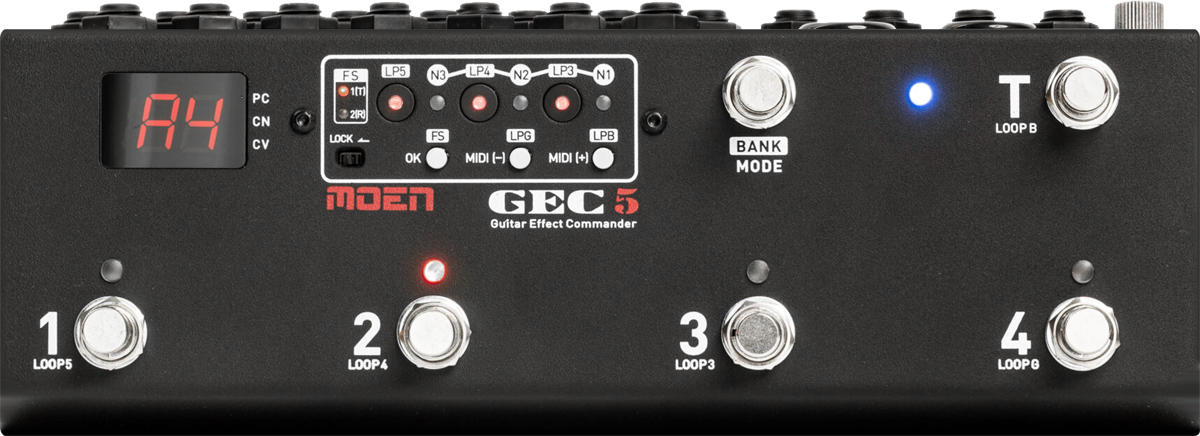 FS
LP5
N3
LP4
N2
LP3
N1
1(T)
2(R)
LOCK
FS
LPG
LPB
OK
MIDI (–)
MIDI (+)
A4
PC
CN
CV
MOEN
GEC 5
Guitar Effect Commander
BANK
MODE
T
LOOP B
1
LOOP5
2
LOOP4
3
LOOP3
4
LOOPG